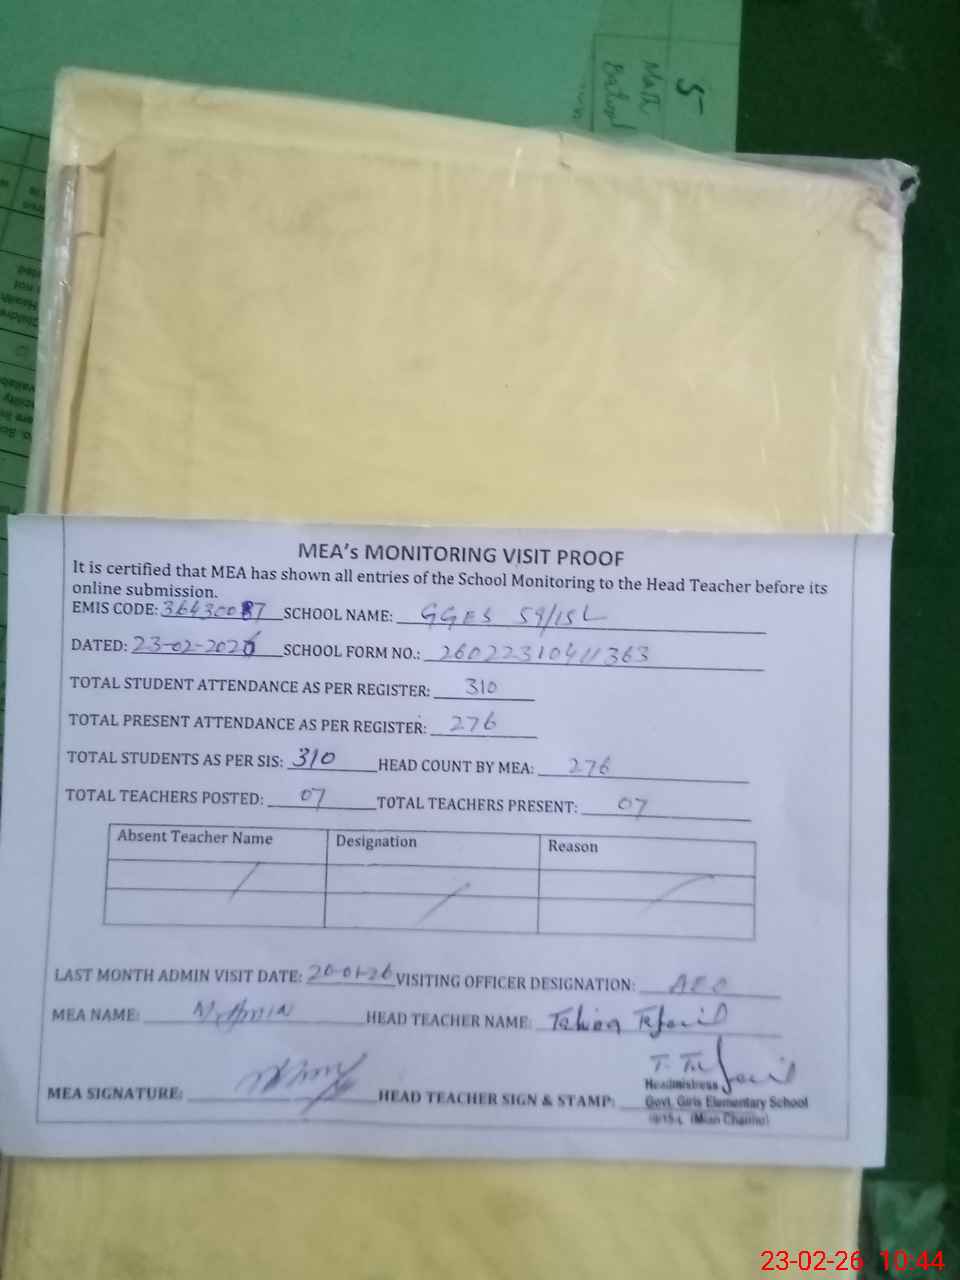 5
Math
MEA's MONITORING VISIT PROOF
It is certified that MEA has shown all entries of the School Monitoring to the Head Teacher before its
online submission.
EMIS CODE: 36430087 SCHOOL NAME: GGES 59/15L
DATED: 23-02-2026 SCHOOL FORM NO.: 26022310411363
TOTAL STUDENT ATTENDANCE AS PER REGISTER: 310
TOTAL PRESENT ATTENDANCE AS PER REGISTER: 276
TOTAL STUDENTS AS PER SIS: 310 HEAD COUNT BY MEA: 276
TOTAL TEACHERS POSTED: 07 TOTAL TEACHERS PRESENT: 07
Absent Teacher Name Designation Reason
LAST MONTH ADMIN VISIT DATE: 20-01-26 VISITING OFFICER DESIGNATION: AEO
MEA NAME: HEAD TEACHER NAME:
MEA SIGNATURE: HEAD TEACHER SIGN & STAMP:
Headmistress
Govt. Girls Elementary School
(Mian Channu)
23-02-26 10:44